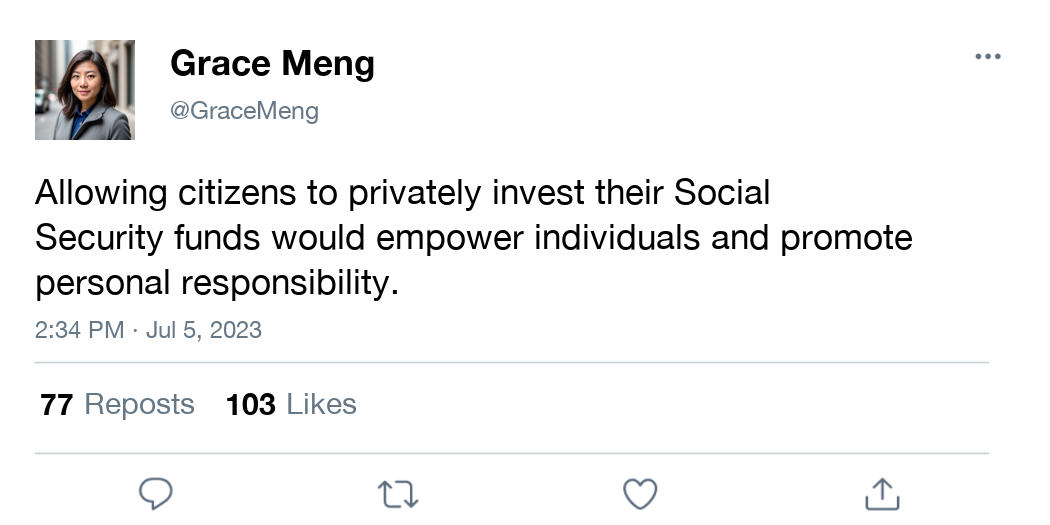 Grace Meng
@GraceMeng
Allowing citizens to privately invest their Social
Security funds would empower individuals and promote
personal responsibility.
2:34 PM · Jul 5, 2023
77 Reposts 103 Likes